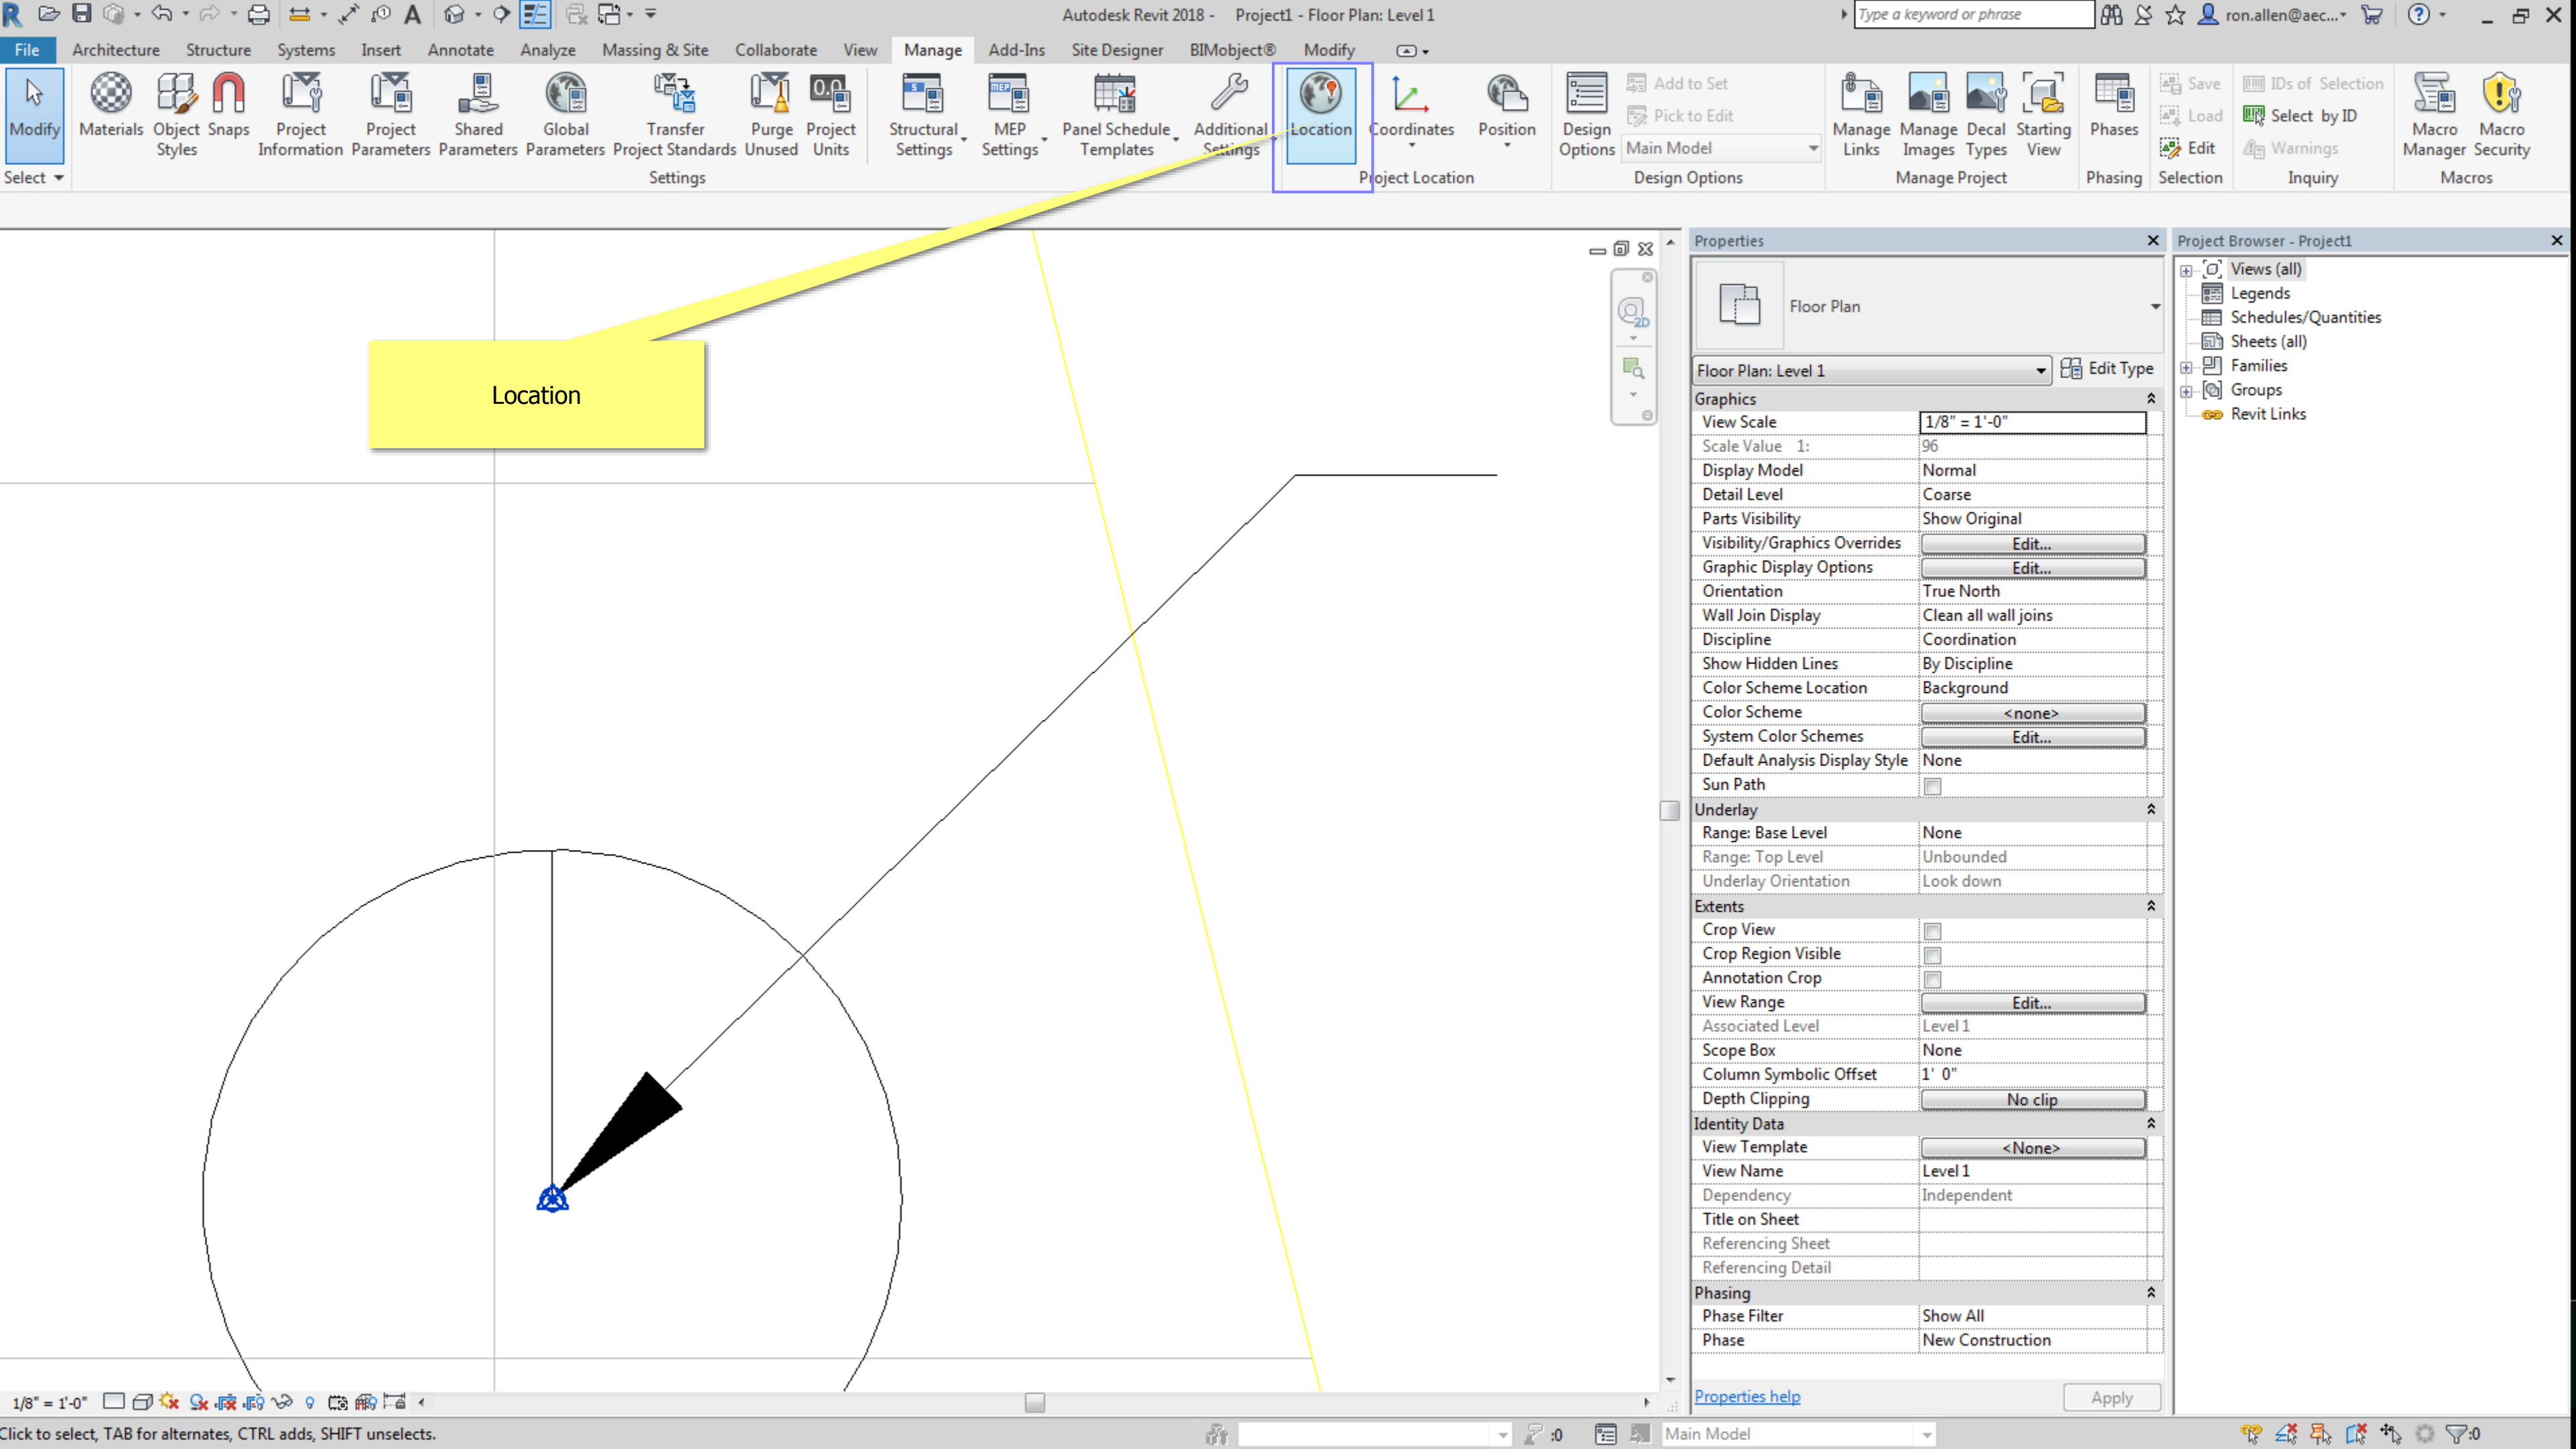 Autodesk Revit 2018 - Project1 - Floor Plan: Level 1
Type a keyword or phrase
ron.allen@aec...
File Architecture Structure Systems Insert Annotate Analyze Massing & Site Collaborate View Manage Add-Ins Site Designer BIMobject® Modify
Modify
Materials
Object Styles
Snaps
Project Information
Project Parameters
Shared Parameters
Global Parameters
Transfer Project Standards
Purge Unused
Project Units
Structural Settings
MEP Settings
Panel Schedule Templates
Additional Settings
Location
Coordinates
Position
Design Options
Add to Set
Pick to Edit
Main Model
Manage Links
Manage Images
Decal Types
Starting View
Phases
Save
Load
Edit
IDs of Selection
Select by ID
Warnings
Macro Manager
Macro Security
Select
Settings
Project Location
Design Options
Manage Project
Phasing
Selection
Inquiry
Macros
Location
2D
Properties
Floor Plan
Floor Plan: Level 1
Edit Type
Graphics
View Scale 1/8" = 1'-0"
Scale Value 1: 96
Display Model Normal
Detail Level Coarse
Parts Visibility Show Original
Visibility/Graphics Overrides Edit...
Graphic Display Options Edit...
Orientation True North
Wall Join Display Clean all wall joins
Discipline Coordination
Show Hidden Lines By Discipline
Color Scheme Location Background
Color Scheme <none>
System Color Schemes Edit...
Default Analysis Display Style None
Sun Path
Underlay
Range: Base Level None
Range: Top Level Unbounded
Underlay Orientation Look down
Extents
Crop View
Crop Region Visible
Annotation Crop
View Range Edit...
Associated Level Level 1
Scope Box None
Column Symbolic Offset 1' 0"
Depth Clipping No clip
Identity Data
View Template <None>
View Name Level 1
Dependency Independent
Title on Sheet
Referencing Sheet
Referencing Detail
Phasing
Phase Filter Show All
Phase New Construction
Properties help
Apply
Project Browser - Project1
Views (all)
Legends
Schedules/Quantities
Sheets (all)
Families
Groups
Revit Links
1/8" = 1'-0"
Click to select, TAB for alternates, CTRL adds, SHIFT unselects.
:0
Main Model
:0